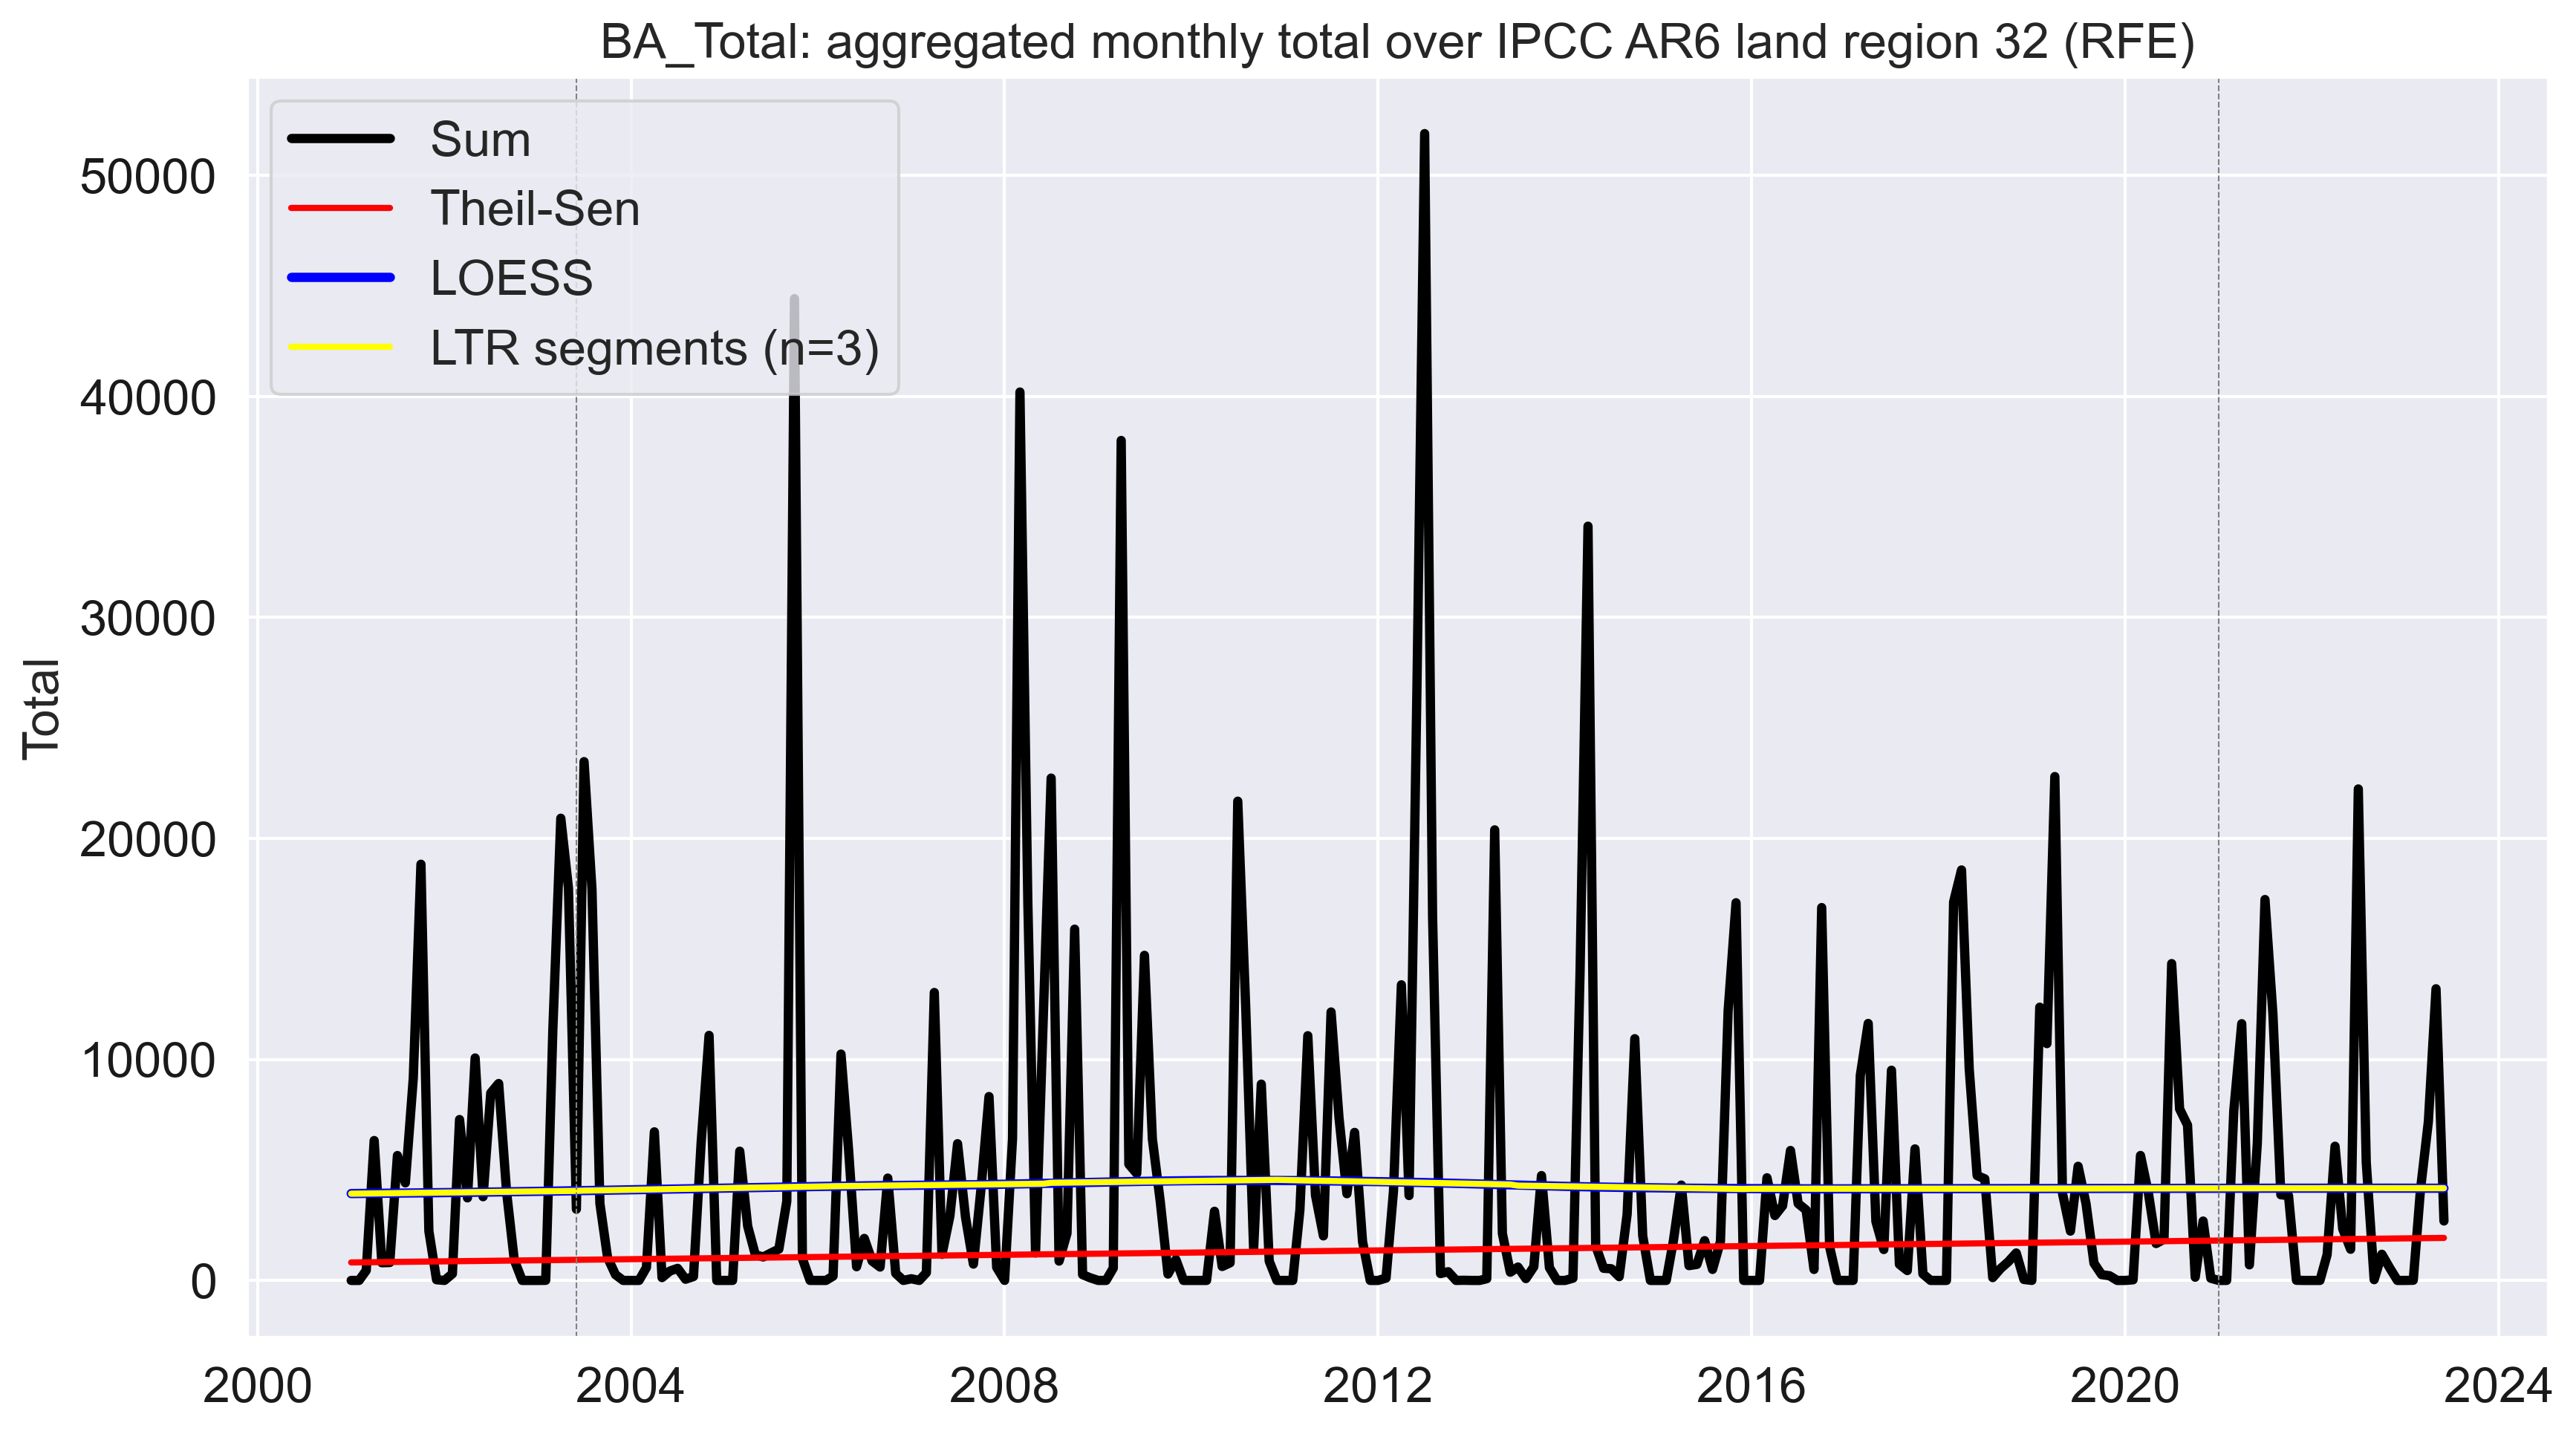 BA_Total: aggregated monthly total over IPCC AR6 land region 32 (RFE)
Sum
Theil-Sen
LOESS
LTR segments (n=3)
Total
50000
40000
30000
20000
10000
0
2000 2004 2008 2012 2016 2020 2024